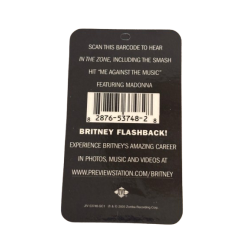 SCAN THIS BARCODE TO HEAR
IN THE ZONE, INCLUDING THE SMASH
HIT "ME AGAINST THE MUSIC"
FEATURING MADONNA
8 2876-53748-2 8
BRITNEY FLASHBACK!
EXPERIENCE BRITNEY'S AMAZING CAREER
IN PHOTOS, MUSIC AND VIDEOS AT
WWW.PREVIEWSTATION.COM/BRITNEY